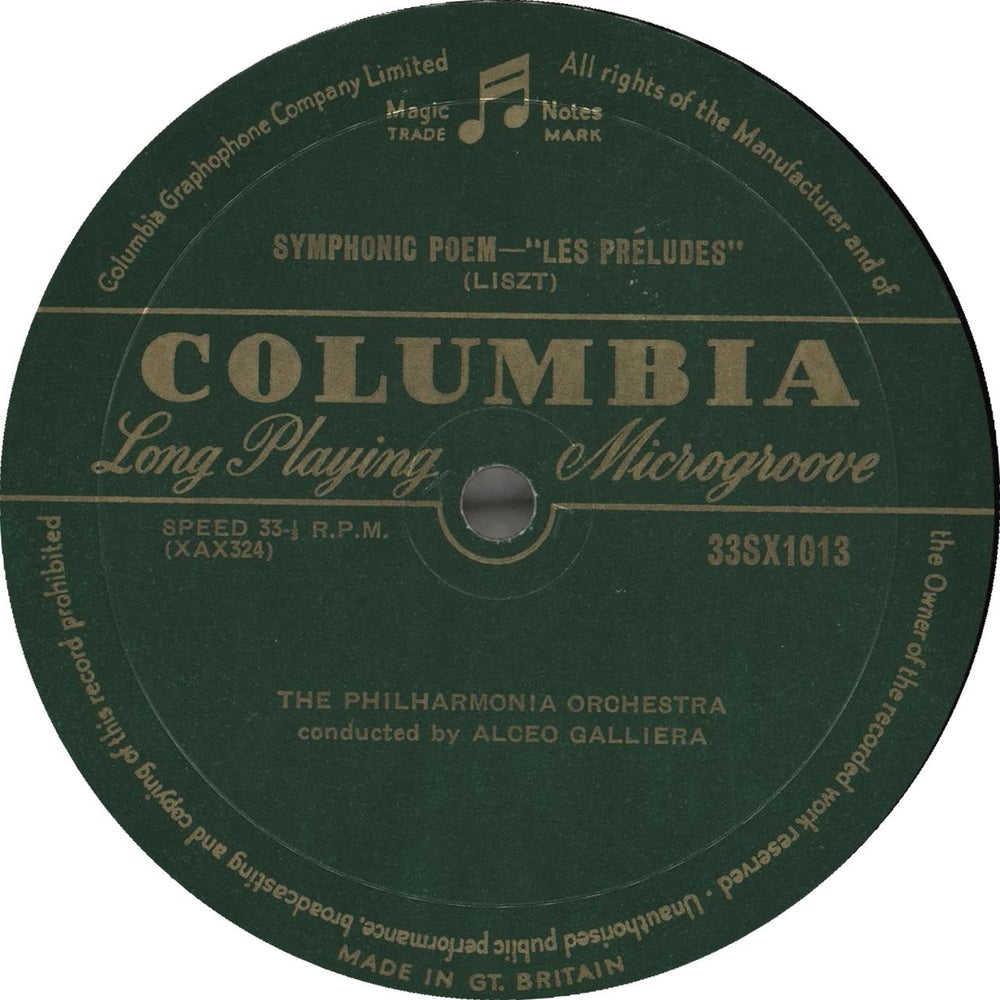 Columbia Graphophone Company Limited
All rights of the Manufacturer and of
the Owner of the recorded work reserved . Unauthorised public performance, broadcasting and copying of this record prohibited
Magic Notes
TRADE MARK
SYMPHONIC POEM—"LES PRÉLUDES"
(LISZT)
COLUMBIA
Long Playing Microgroove
SPEED 33-⅓ R.P.M.
(XAX324)
33SX1013
THE PHILHARMONIA ORCHESTRA
conducted by ALCEO GALLIERA
MADE IN GT. BRITAIN